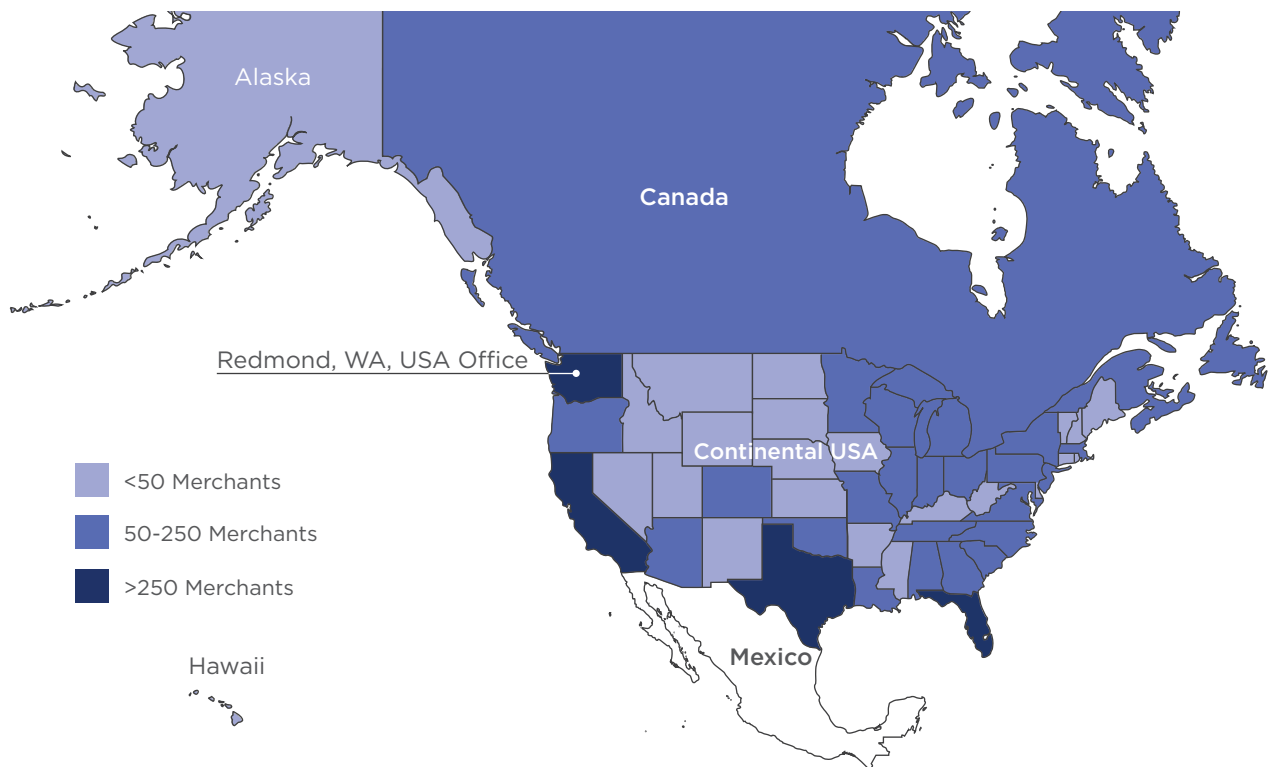 Alaska
Canada
Redmond, WA, USA Office
Continental USA
<50 Merchants
50-250 Merchants
>250 Merchants
Mexico
Hawaii